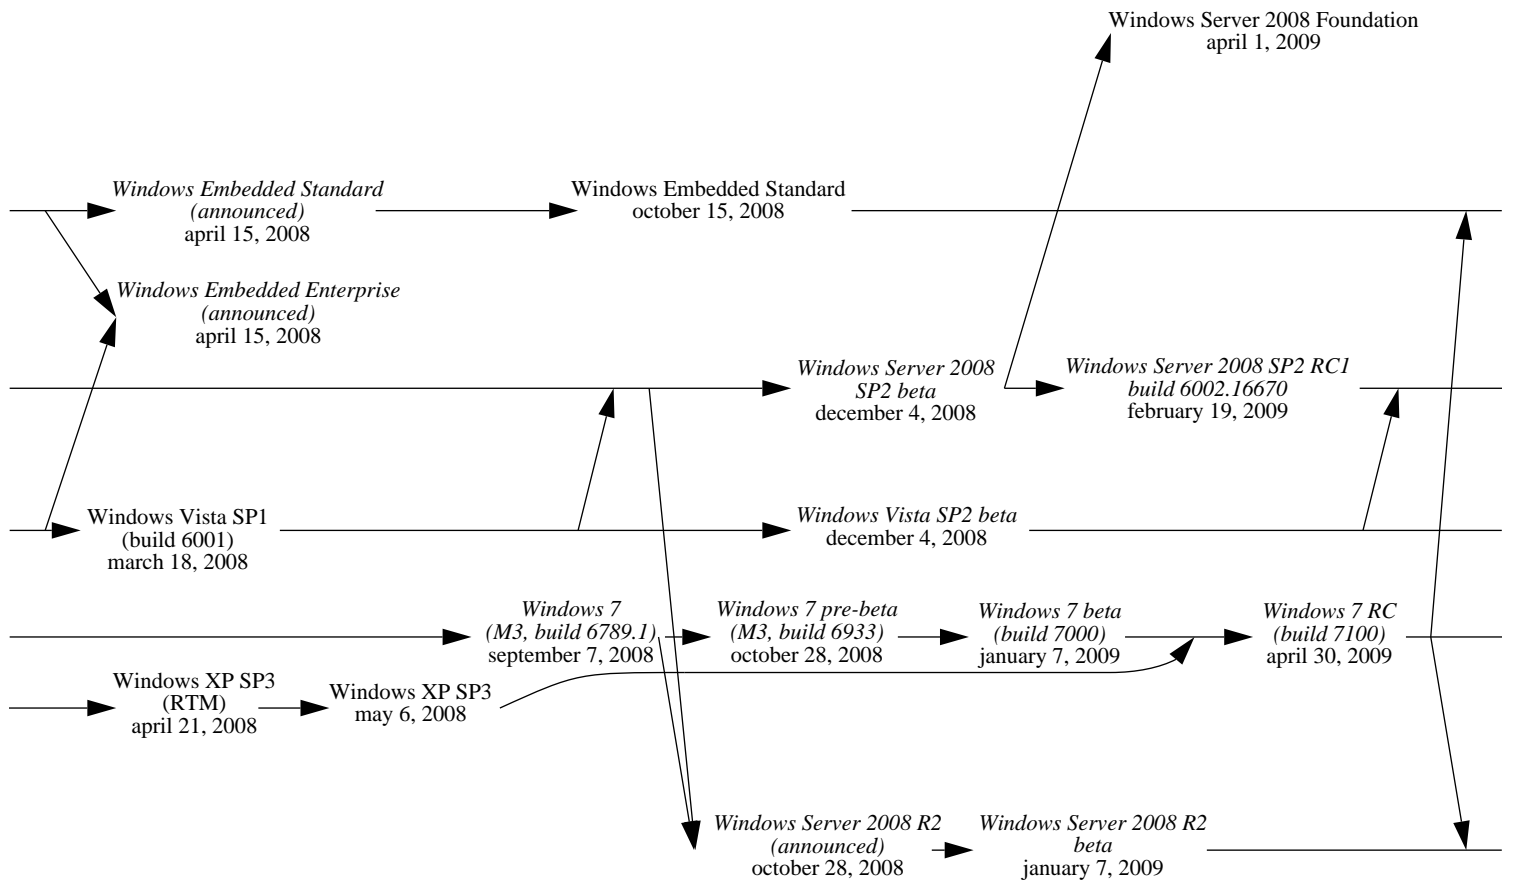 Windows Server 2008 Foundation
april 1, 2009
Windows Embedded Standard
(announced)
april 15, 2008
Windows Embedded Standard
october 15, 2008
Windows Embedded Enterprise
(announced)
april 15, 2008
Windows Server 2008
SP2 beta
december 4, 2008
Windows Server 2008 SP2 RC1
build 6002.16670
february 19, 2009
Windows Vista SP1
(build 6001)
march 18, 2008
Windows Vista SP2 beta
december 4, 2008
Windows 7
(M3, build 6789.1)
september 7, 2008
Windows 7 pre-beta
(M3, build 6933)
october 28, 2008
Windows 7 beta
(build 7000)
january 7, 2009
Windows 7 RC
(build 7100)
april 30, 2009
Windows XP SP3
(RTM)
april 21, 2008
Windows XP SP3
may 6, 2008
Windows Server 2008 R2
(announced)
october 28, 2008
Windows Server 2008 R2
beta
january 7, 2009